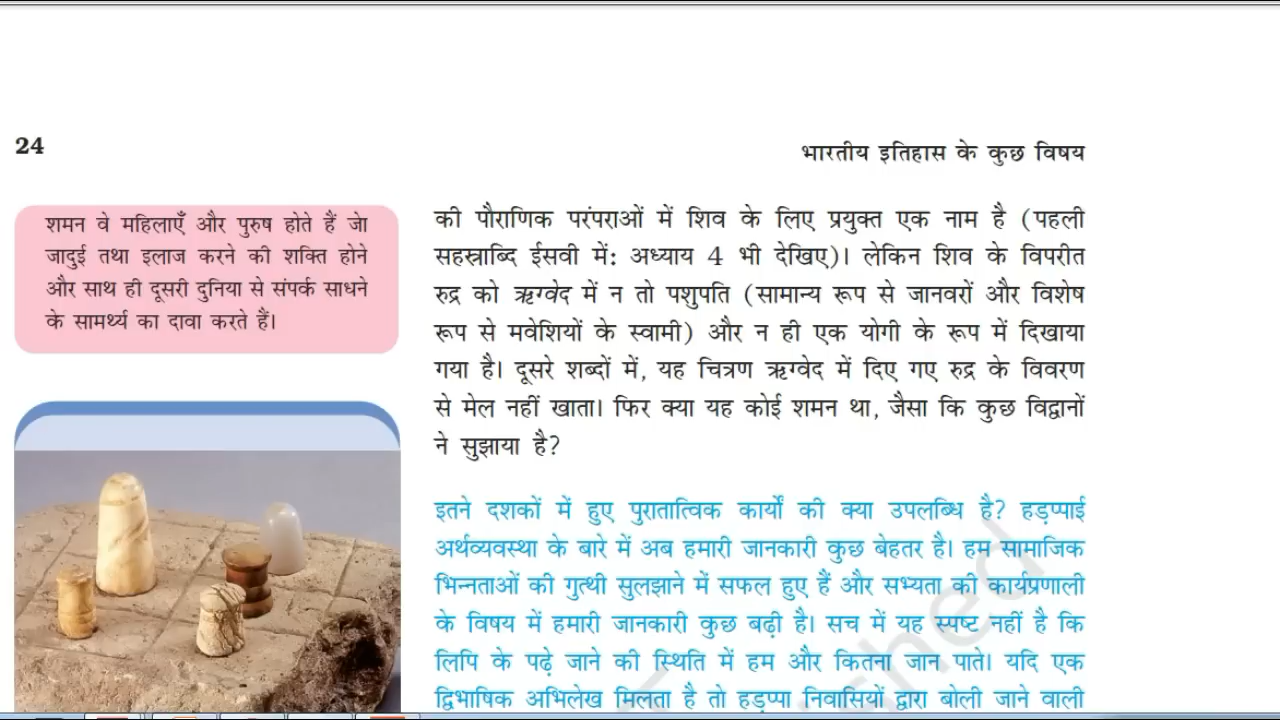 24
भारतीय इतिहास के कुछ विषय
शमन वे महिलाएँ और पुरुष होते हैं जो
जादुई तथा इलाज करने की शक्ति होने
और साथ ही दूसरी दुनिया से संपर्क साधने
के सामर्थ्य का दावा करते हैं।
की पौराणिक परंपराओं में शिव के लिए प्रयुक्त एक नाम है (पहली
सहस्राब्दि ईसवी में: अध्याय 4 भी देखिए)। लेकिन शिव के विपरीत
रुद्र को ऋग्वेद में न तो पशुपति (सामान्य रूप से जानवरों और विशेष
रूप से मवेशियों के स्वामी) और न ही एक योगी के रूप में दिखाया
गया है। दूसरे शब्दों में, यह चित्रण ऋग्वेद में दिए गए रुद्र के विवरण
से मेल नहीं खाता। फिर क्या यह कोई शमन था, जैसा कि कुछ विद्वानों
ने सुझाया है?
इतने दशकों में हुए पुरातात्विक कार्यों की क्या उपलब्धि है? हड़प्पाई
अर्थव्यवस्था के बारे में अब हमारी जानकारी कुछ बेहतर है। हम सामाजिक
भिन्नताओं की गुत्थी सुलझाने में सफल हुए हैं और सभ्यता की कार्यप्रणाली
के विषय में हमारी जानकारी कुछ बढ़ी है। सच में यह स्पष्ट नहीं है कि
लिपि के पढ़े जाने की स्थिति में हम और कितना जान पाते। यदि एक
द्विभाषिक अभिलेख मिलता है तो हड़प्पा निवासियों द्वारा बोली जाने वाली